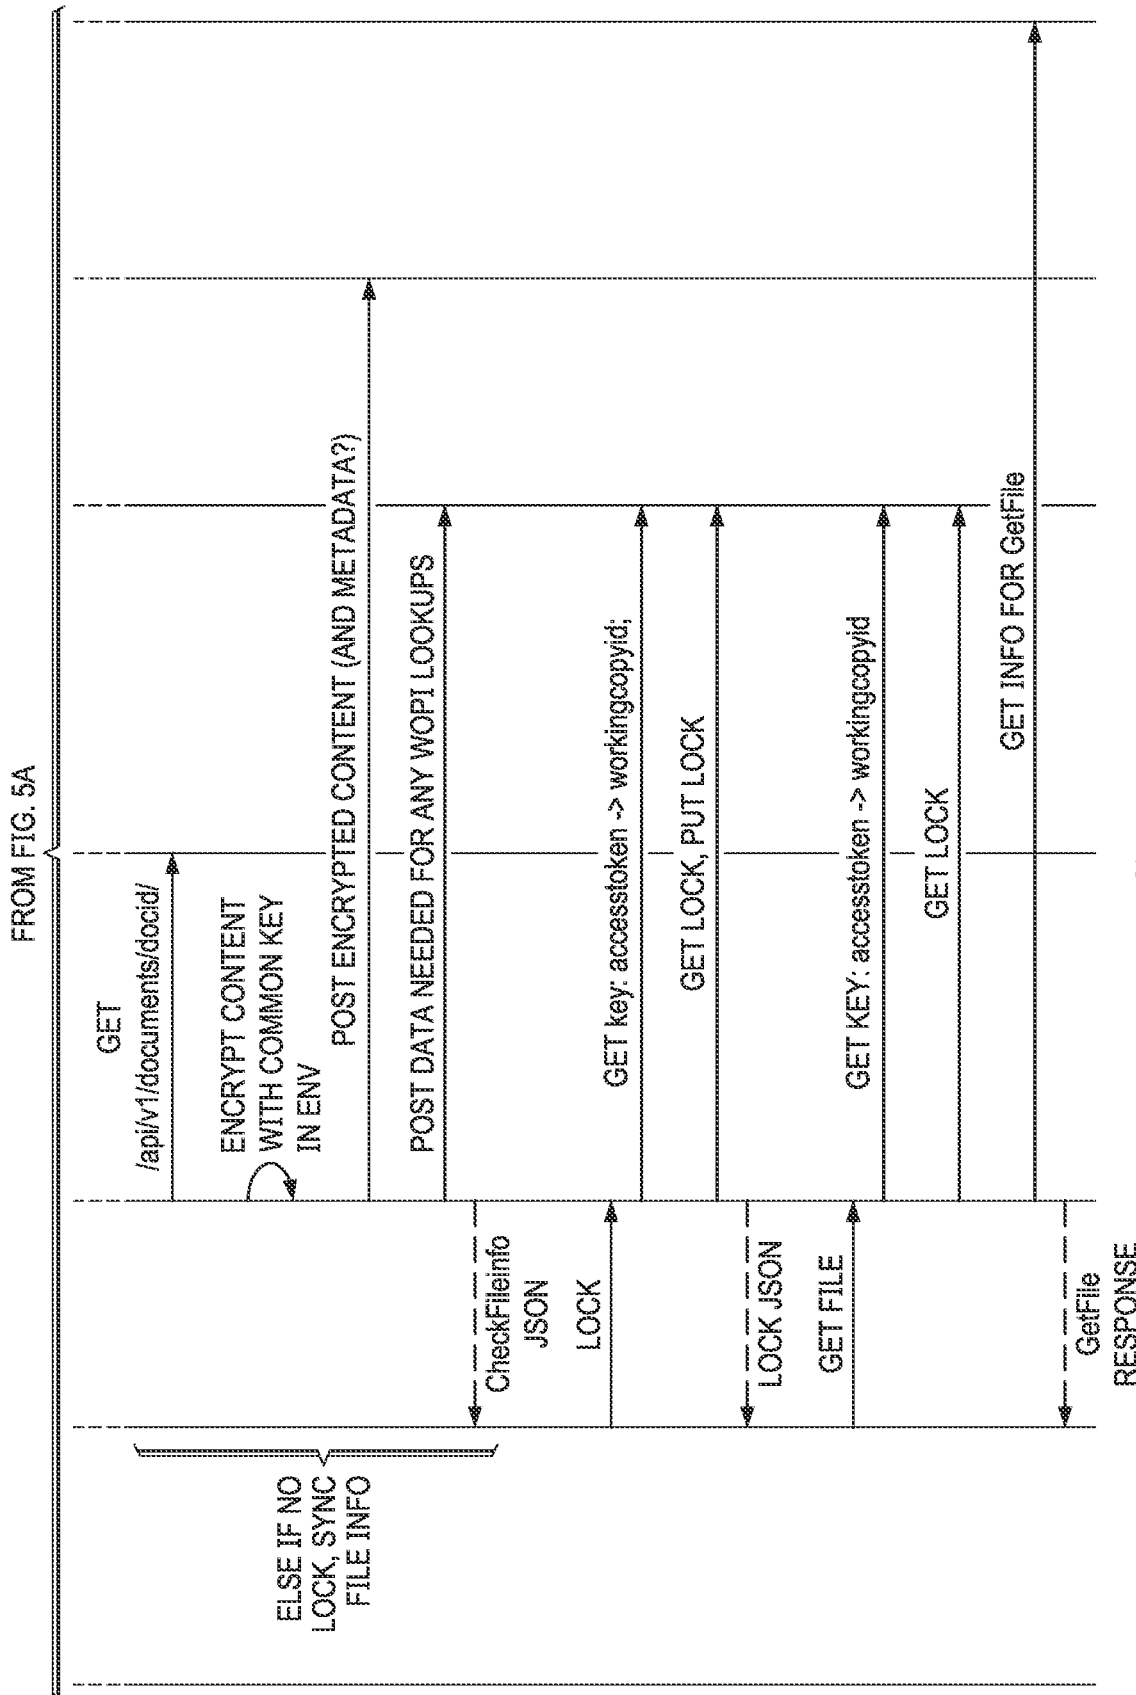 FROM FIG. 5A
GET
/api/v1/documents/docid/
ENCRYPT CONTENT
WITH COMMON KEY
IN ENV
POST ENCRYPTED CONTENT (AND METADATA?)
POST DATA NEEDED FOR ANY WOPI LOOKUPS
ELSE IF NO
LOCK, SYNC
FILE INFO
CheckFileinfo
JSON
LOCK
GET key: accesstoken -> workingcopyid;
GET LOCK, PUT LOCK
LOCK JSON
GET FILE
GET KEY: accesstoken -> workingcopyid
GET LOCK
GET INFO FOR GetFile
GetFile
RESPONSE